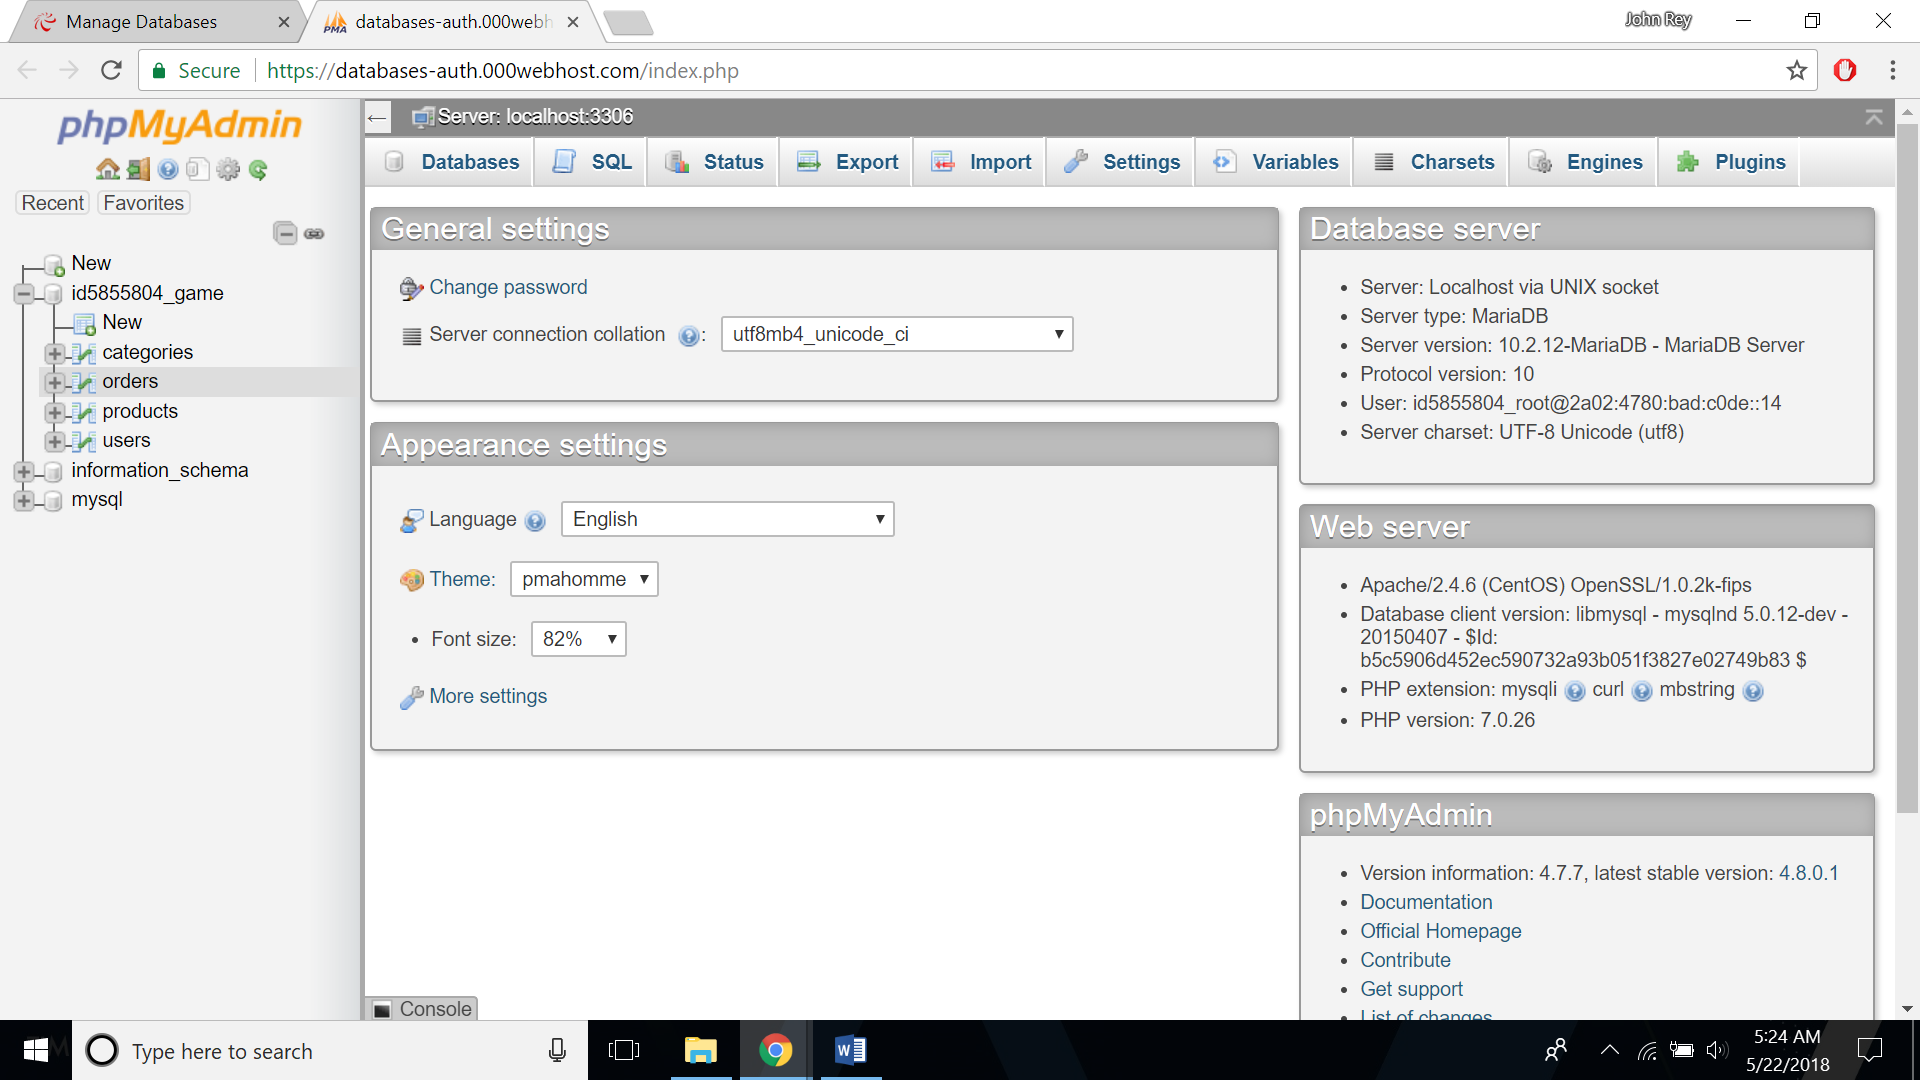 Manage Databases
databases-auth.000webh
John Rey
Secure
https://databases-auth.000webhost.com/index.php
phpMyAdmin
Recent
Favorites
New
id5855804_game
New
categories
orders
products
users
information_schema
mysql
Server: localhost:3306
Databases
SQL
Status
Export
Import
Settings
Variables
Charsets
Engines
Plugins
General settings
Change password
Server connection collation :
utf8mb4_unicode_ci
Appearance settings
Language
English
Theme:
pmahomme
Font size:
82%
More settings
Database server
Server: Localhost via UNIX socket
Server type: MariaDB
Server version: 10.2.12-MariaDB - MariaDB Server
Protocol version: 10
User: id5855804_root@2a02:4780:bad:c0de::14
Server charset: UTF-8 Unicode (utf8)
Web server
Apache/2.4.6 (CentOS) OpenSSL/1.0.2k-fips
Database client version: libmysql - mysqlnd 5.0.12-dev -
20150407 - $Id:
b5c5906d452ec590732a93b051f3827e02749b83 $
PHP extension: mysqli curl mbstring
PHP version: 7.0.26
phpMyAdmin
Version information: 4.7.7, latest stable version: 4.8.0.1
Documentation
Official Homepage
Contribute
Get support
List of changes
Console
Type here to search
5:24 AM
5/22/2018